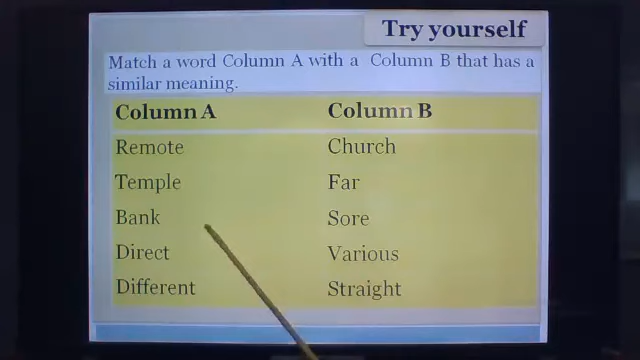 Try yourself
Match a word Column A with a Column B that has a
similar meaning.
Column A Column B
Remote Church
Temple Far
Bank Sore
Direct Various
Different Straight